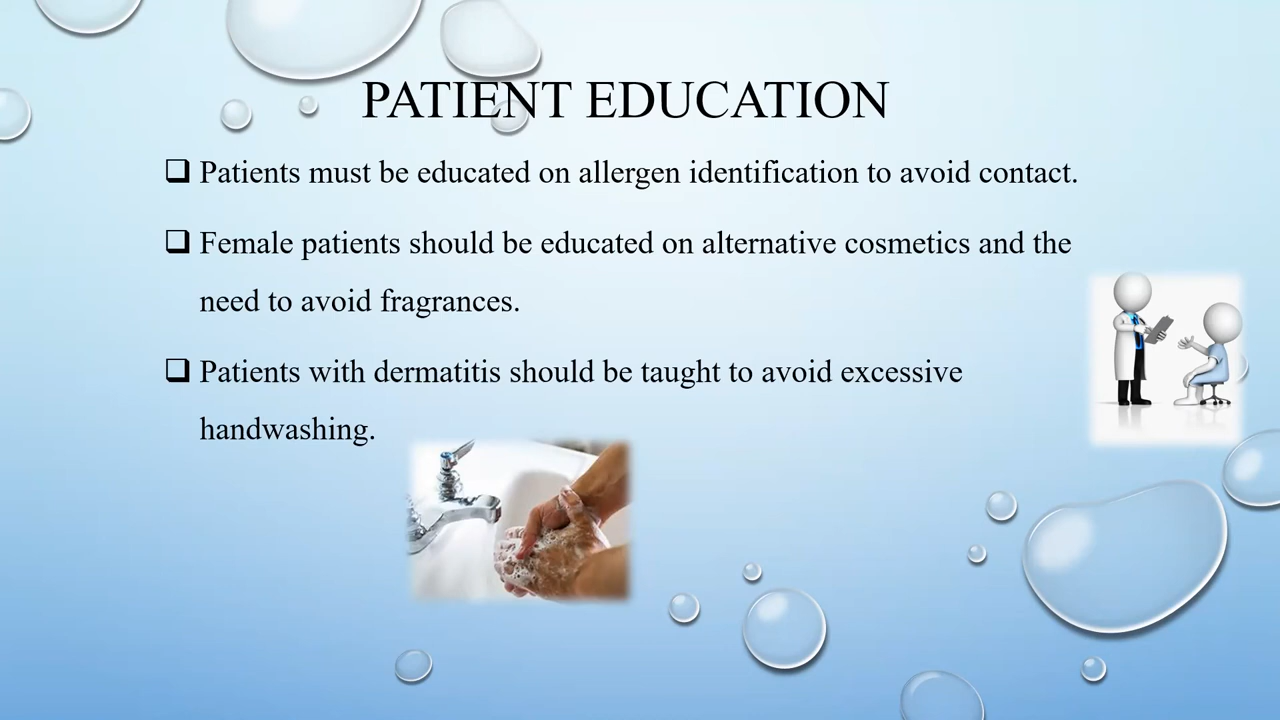 PATIENT EDUCATION
❑ Patients must be educated on allergen identification to avoid contact.
❑ Female patients should be educated on alternative cosmetics and the
need to avoid fragrances.
❑ Patients with dermatitis should be taught to avoid excessive
handwashing.